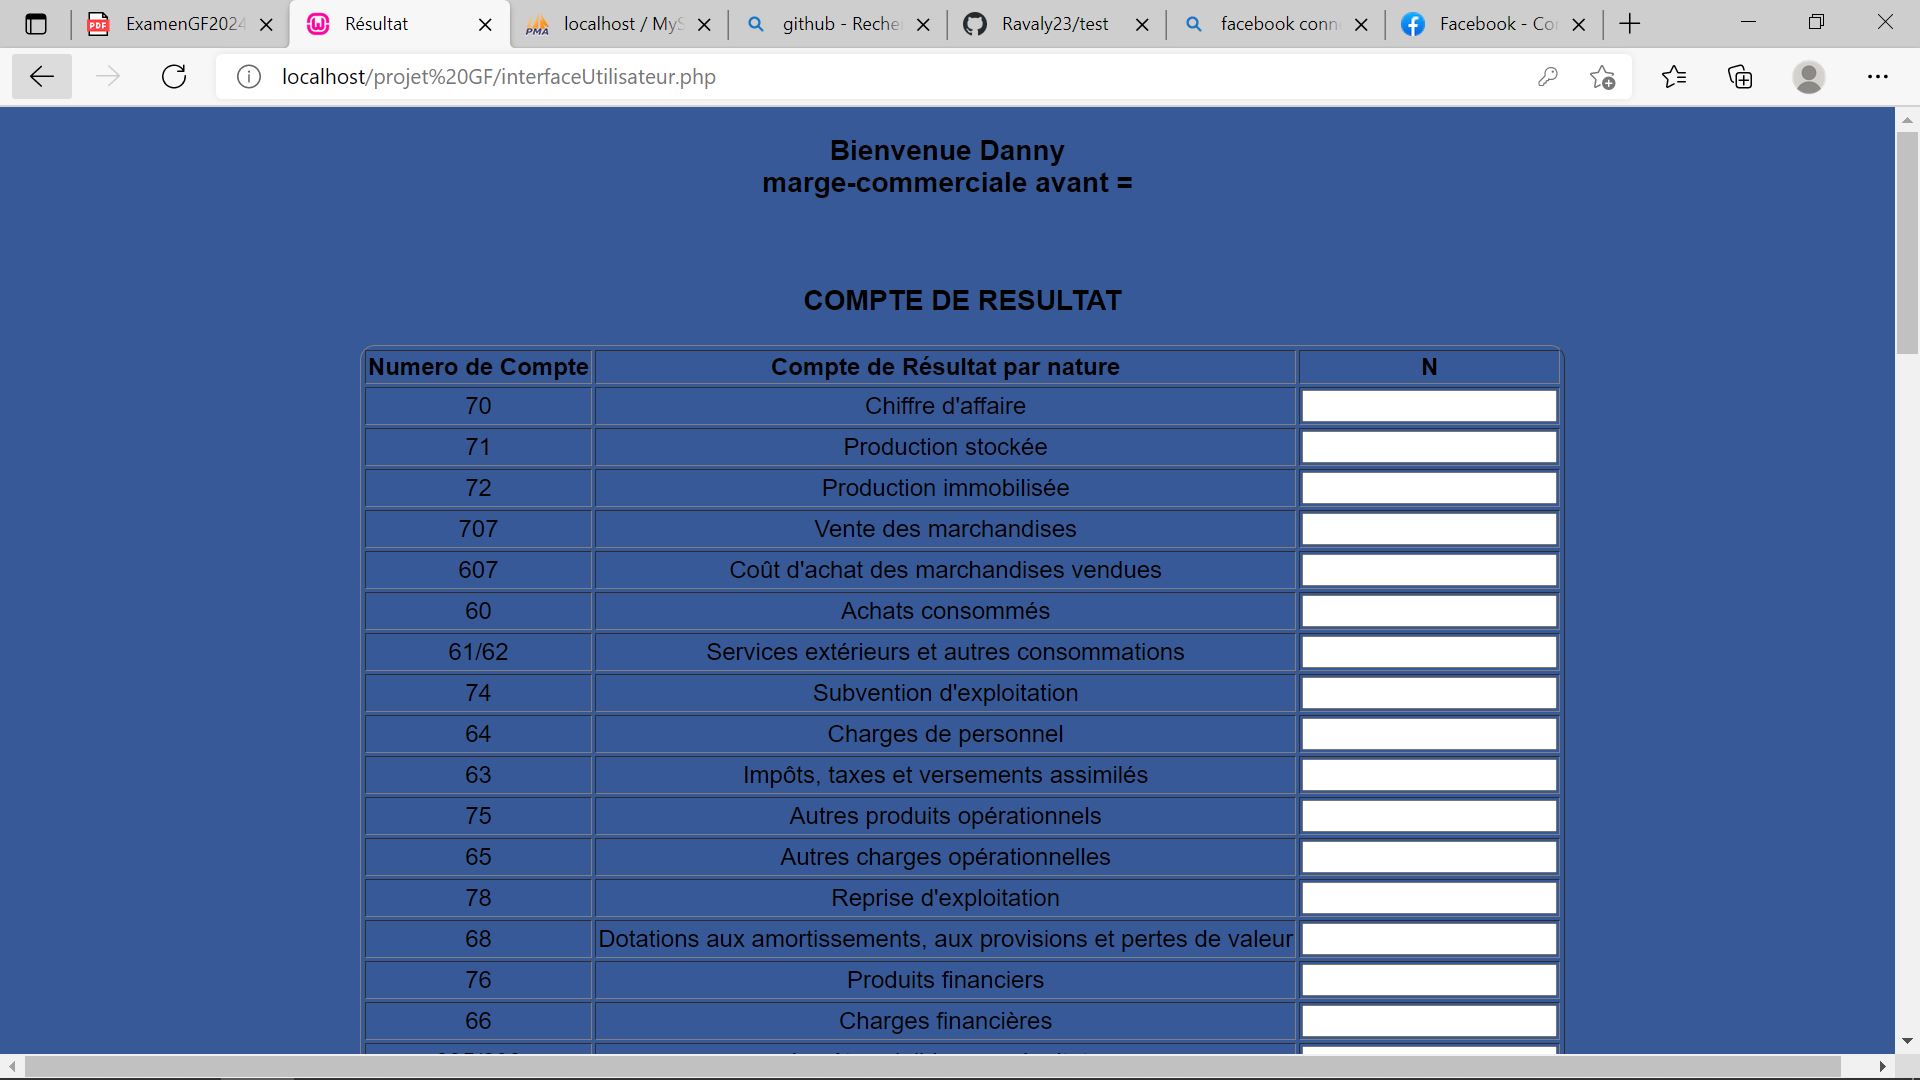 ExamenGF2024
Résultat
localhost / MyS
github - Reche
Ravaly23/test
facebook conn
Facebook - Co
localhost/projet%20GF/interfaceUtilisateur.php
Bienvenue Danny
marge-commerciale avant =
COMPTE DE RESULTAT
Numero de Compte Compte de Résultat par nature N
70 Chiffre d'affaire
71 Production stockée
72 Production immobilisée
707 Vente des marchandises
607 Coût d'achat des marchandises vendues
60 Achats consommés
61/62 Services extérieurs et autres consommations
74 Subvention d'exploitation
64 Charges de personnel
63 Impôts, taxes et versements assimilés
75 Autres produits opérationnels
65 Autres charges opérationnelles
78 Reprise d'exploitation
68 Dotations aux amortissements, aux provisions et pertes de valeur
76 Produits financiers
66 Charges financières